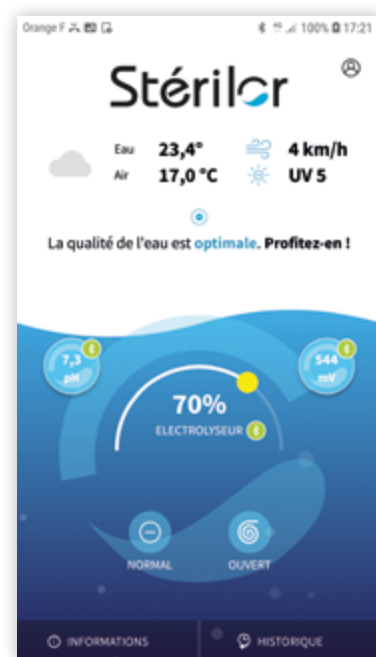 Orange F
100% 17:21
Stérilor
Eau 23,4° 4 km/h
Air 17,0 °C UV 5
La qualité de l'eau est optimale. Profitez-en !
7,3
pH
544
mV
70%
ELECTROLYSEUR
NORMAL OUVERT
INFORMATIONS HISTORIQUE